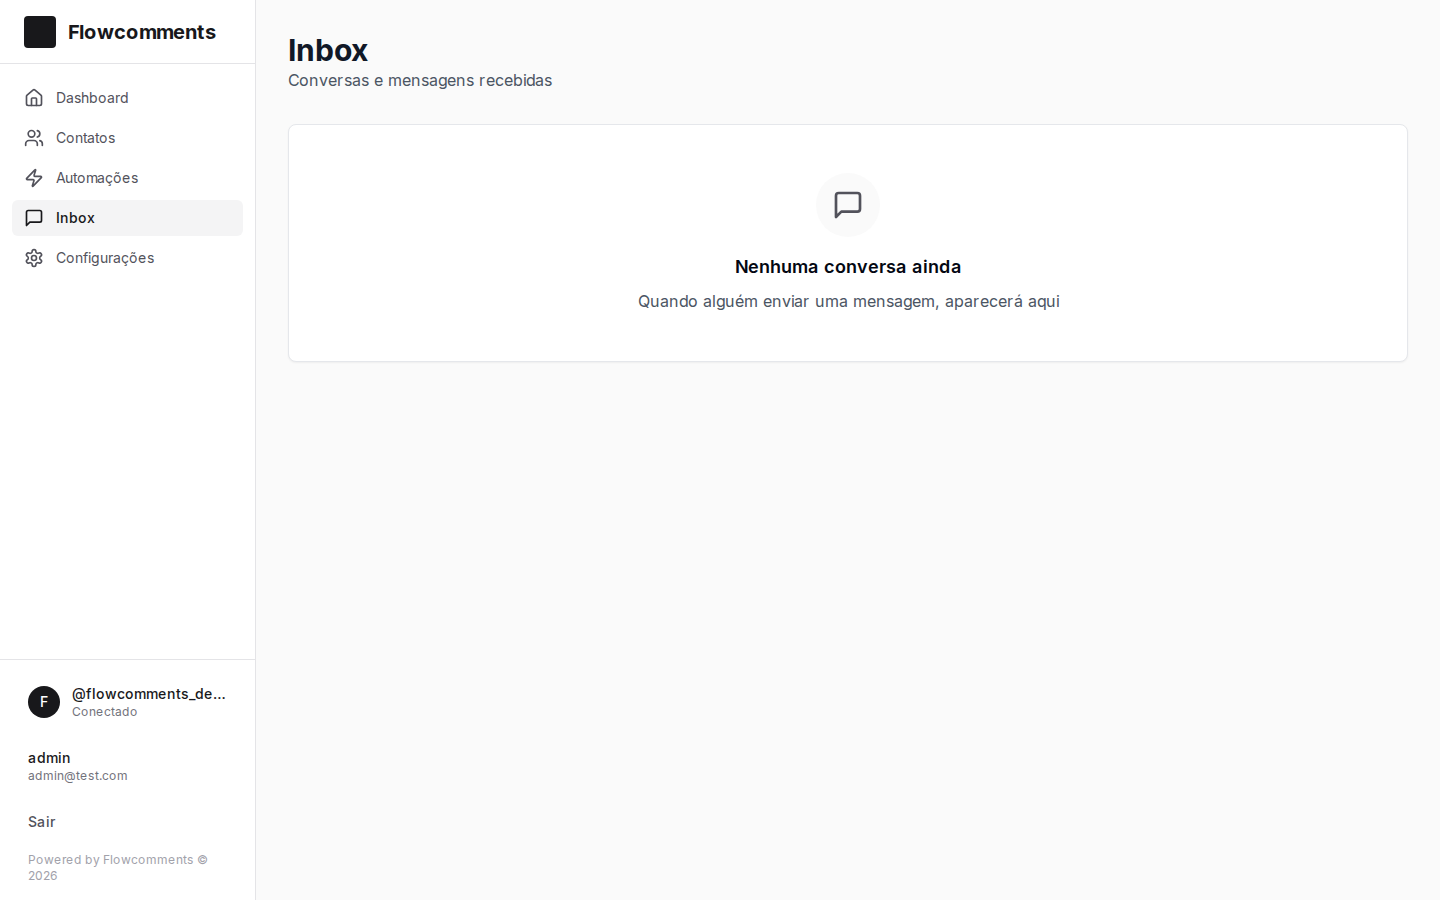 Flowcomments
Dashboard
Contatos
Automações
Inbox
Configurações
@flowcomments_de...
F
Conectado
admin
admin@test.com
Sair
Powered by Flowcomments ©
2026
Inbox
Conversas e mensagens recebidas
Nenhuma conversa ainda
Quando alguém enviar uma mensagem, aparecerá aqui